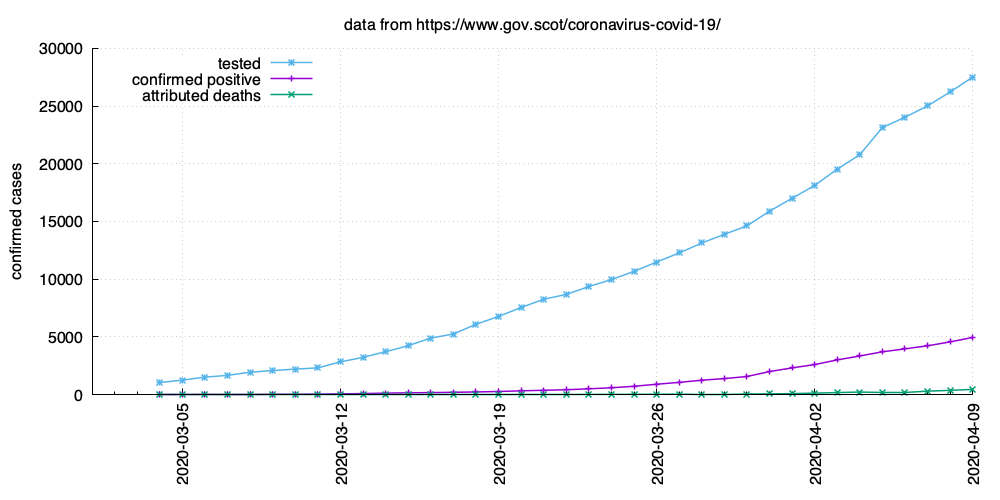 data from https://www.gov.scot/coronavirus-covid-19/
30000
25000
20000
15000
10000
5000
0
confirmed cases
tested
confirmed positive
attributed deaths
2020-03-05
2020-03-12
2020-03-19
2020-03-26
2020-04-02
2020-04-09